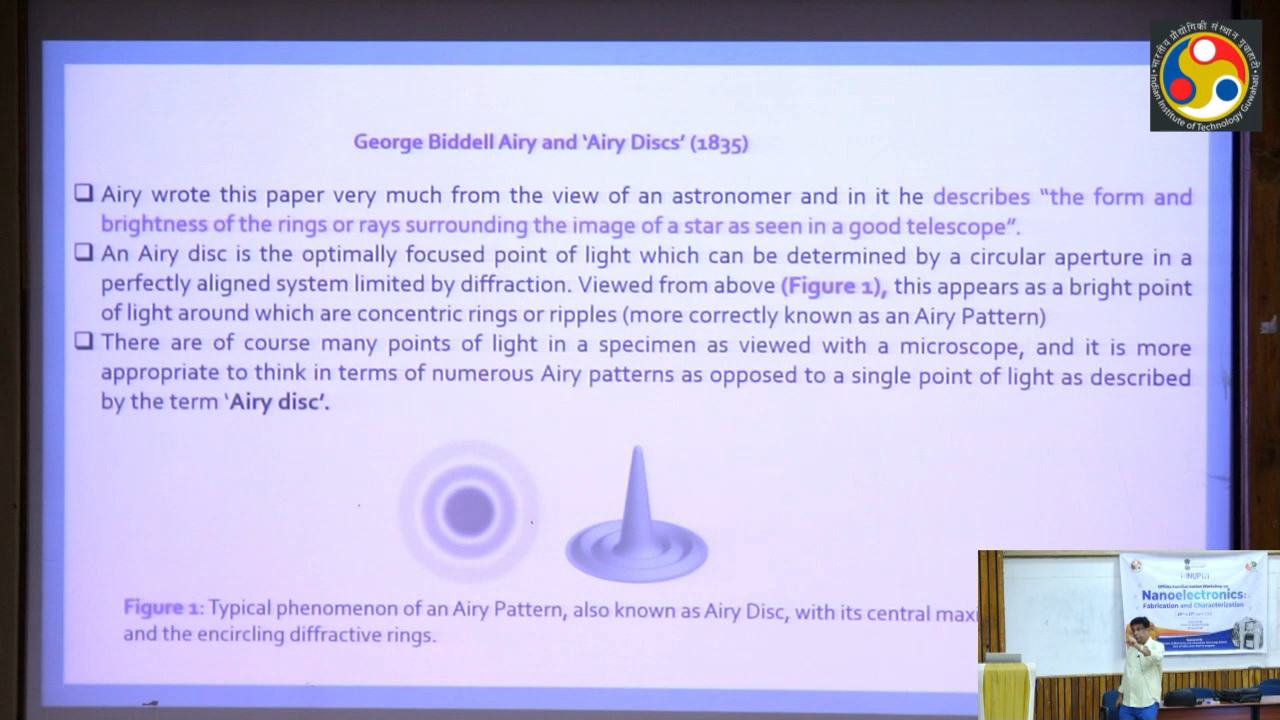 George Biddell Airy and ‘Airy Discs’ (1835)
❑ Airy wrote this paper very much from the view of an astronomer and in it he describes “the form and
brightness of the rings or rays surrounding the image of a star as seen in a good telescope”.
❑ An Airy disc is the optimally focused point of light which can be determined by a circular aperture in a
perfectly aligned system limited by diffraction. Viewed from above (Figure 1), this appears as a bright point
of light around which are concentric rings or ripples (more correctly known as an Airy Pattern)
❑ There are of course many points of light in a specimen as viewed with a microscope, and it is more
appropriate to think in terms of numerous Airy patterns as opposed to a single point of light as described
by the term ‘Airy disc’.
Figure 1: Typical phenomenon of an Airy Pattern, also known as Airy Disc, with its central maxi
and the encircling diffractive rings.
भारतीय प्रौद्योगिकी संस्थान गुवाहाटी
Indian Institute of Technology Guwahati
Nanoelectronics:
Fabrication and Characterization